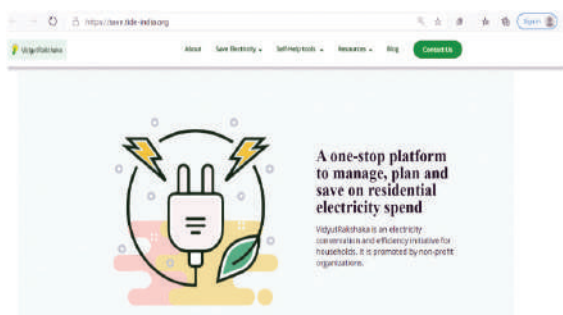 https://save.tide-india.org
VidyutRakshaka
About Save Electricity Self-Help tools Resources Blog Contact Us
A one-stop platform
to manage, plan and
save on residential
electricity spend
VidyutRakshaka is an electricity
conservation and efficiency initiative for
households. It is promoted by non-profit
organisations.